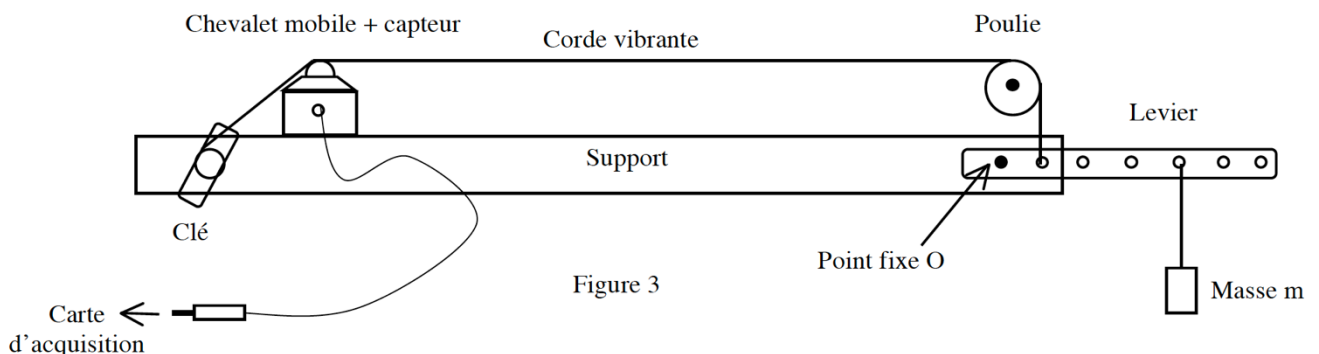 Chevalet mobile + capteur
Corde vibrante
Poulie
Levier
Support
Clé
Point fixe O
Figure 3
Masse m
Carte
d'acquisition